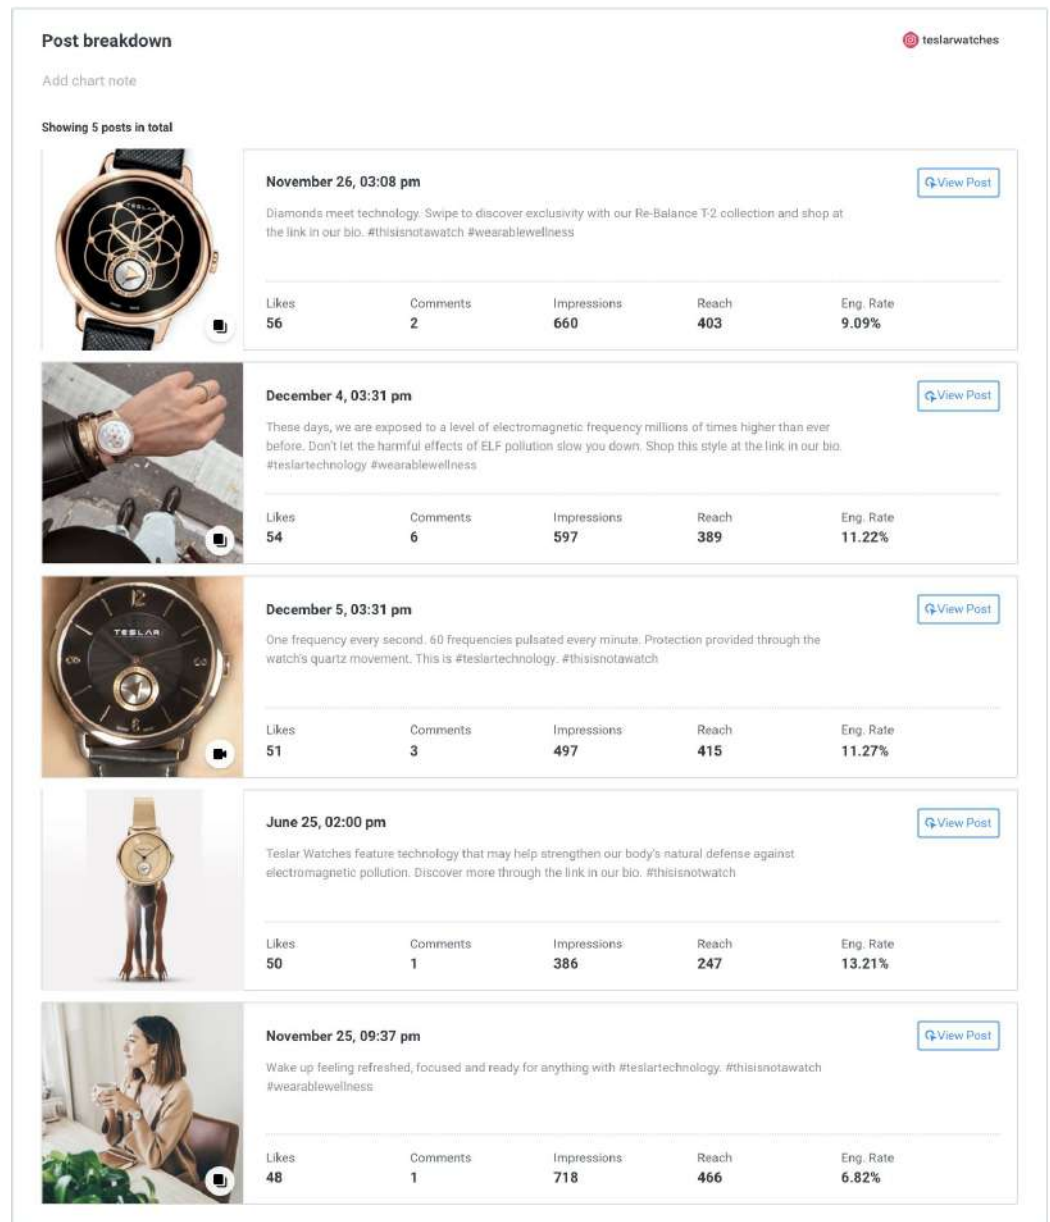 Post breakdown
teslarwatches
Add chart note
Showing 5 posts in total
TESLAR
November 26, 03:08 pm
View Post
Diamonds meet technology. Swipe to discover exclusivity with our Re-Balance T-2 collection and shop at
the link in our bio. #thisisnotawatch #wearablewellness
Likes Comments Impressions Reach Eng. Rate
56 2 660 403 9.09%
December 4, 03:31 pm
View Post
These days, we are exposed to a level of electromagnetic frequency millions of times higher than ever
before. Don't let the harmful effects of ELF pollution slow you down. Shop this style at the link in our bio.
#teslartechnology #wearablewellness
Likes Comments Impressions Reach Eng. Rate
54 6 597 389 11.22%
12
TESLAR
December 5, 03:31 pm
View Post
One frequency every second. 60 frequencies pulsated every minute. Protection provided through the
watch's quartz movement. This is #teslartechnology. #thisisnotawatch
Likes Comments Impressions Reach Eng. Rate
51 3 497 415 11.27%
June 25, 02:00 pm
View Post
Teslar Watches feature technology that may help strengthen our body's natural defense against
electromagnetic pollution. Discover more through the link in our bio. #thisisnotwatch
Likes Comments Impressions Reach Eng. Rate
50 1 386 247 13.21%
November 25, 09:37 pm
View Post
Wake up feeling refreshed, focused and ready for anything with #teslartechnology. #thisisnotawatch
#wearablewellness
Likes Comments Impressions Reach Eng. Rate
48 1 718 466 6.82%